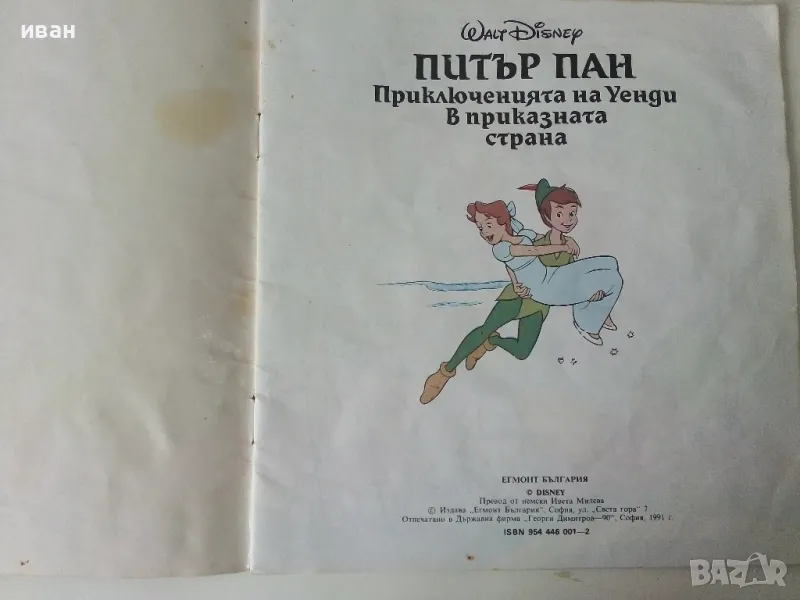 иван
WALT DISNEY
ПИТЪР ПАН
Приключенията на Уенди
в приказната
страна
ЕГМОНТ БЪЛГАРИЯ
© DISNEY
Превод от немски Ивета Милева
© Издава „Егмонт България", София, ул. „Света гора" 7
Отпечатано в Държавна фирма „Георги Димитров—90", София, 1991 г.
ISBN 954 446 001—2
BAZAR
.bg